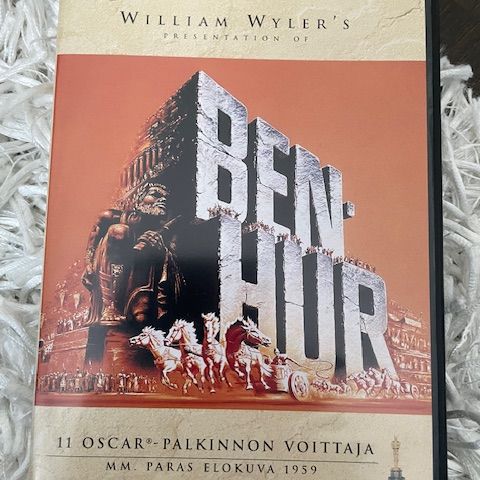 WILLIAM WYLER'S
PRESENTATION OF
BEN-
HUR
11 OSCAR®-PALKINNON VOITTAJA
MM. PARAS ELOKUVA 1959